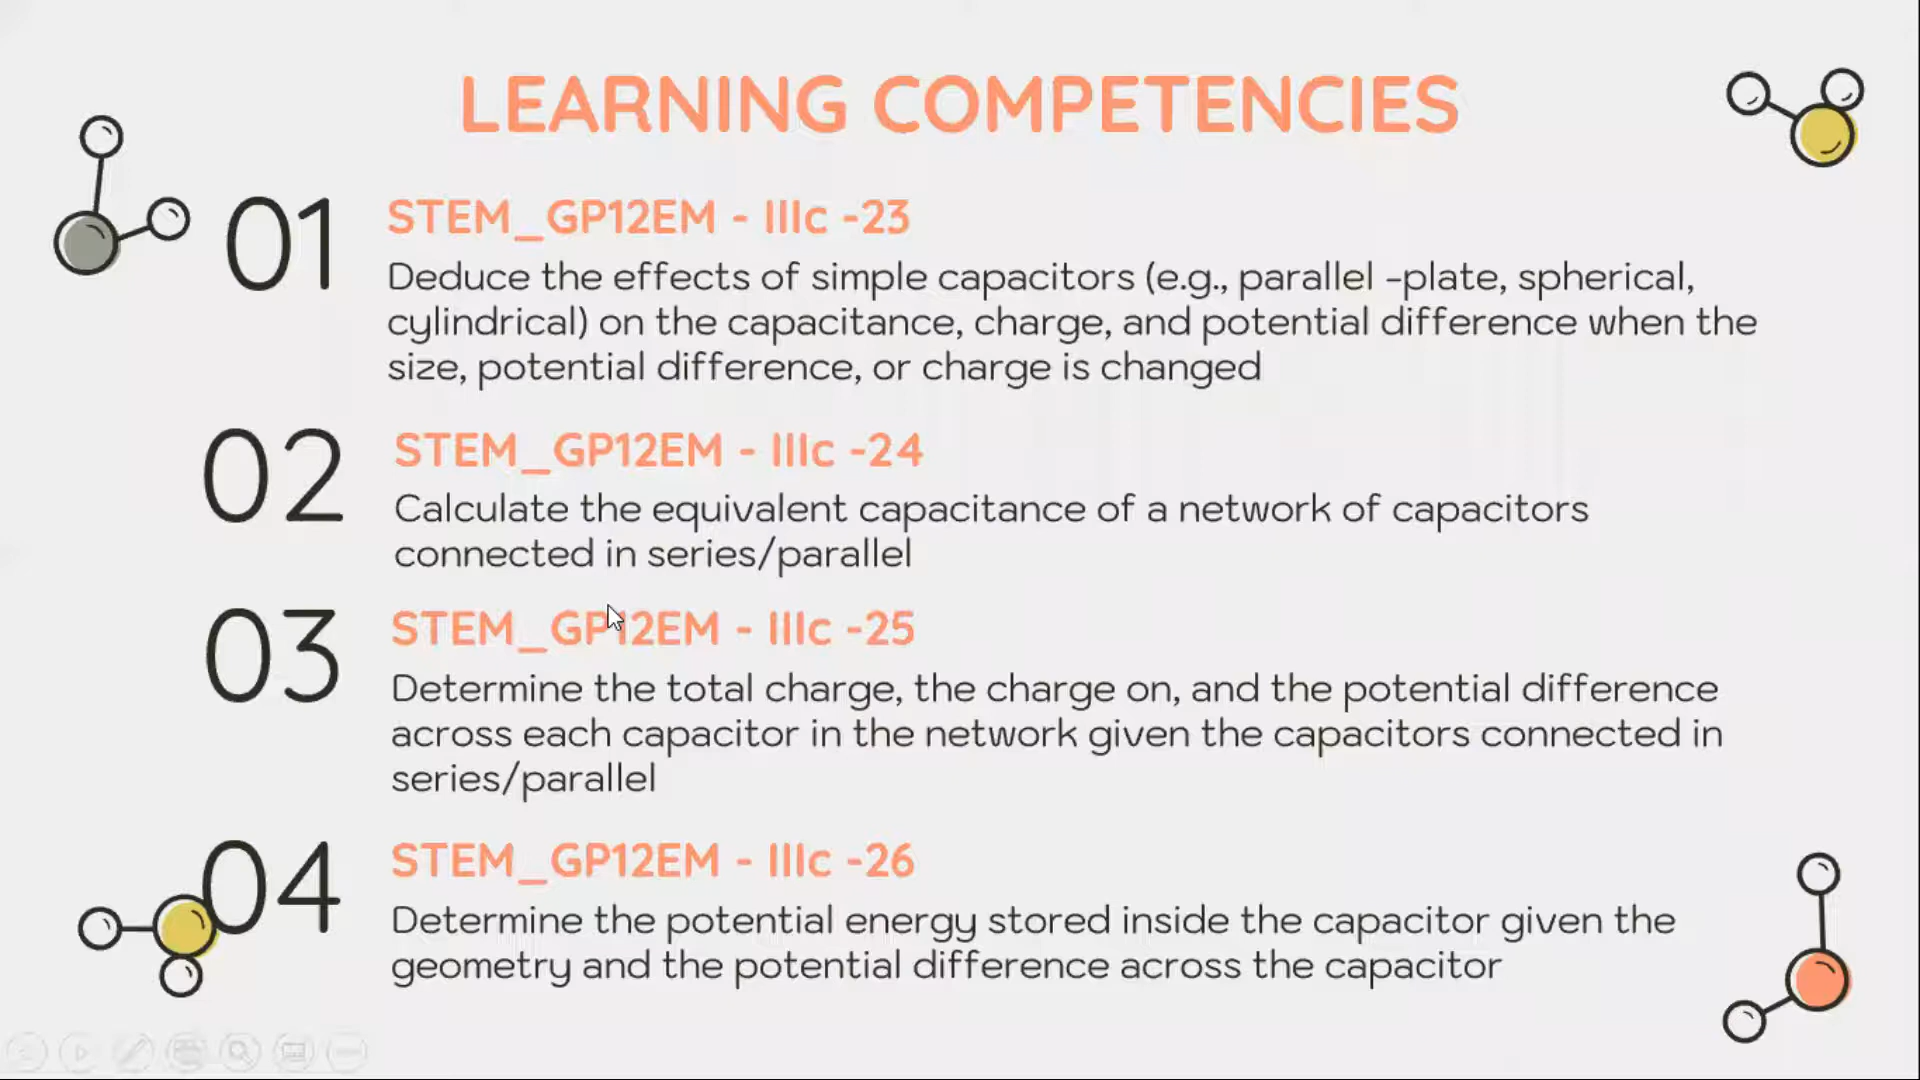 LEARNING COMPETENCIES
01
STEM_GP12EM - IIIc -23
Deduce the effects of simple capacitors (e.g., parallel -plate, spherical,
cylindrical) on the capacitance, charge, and potential difference when the
size, potential difference, or charge is changed
02
STEM_GP12EM - IIIc -24
Calculate the equivalent capacitance of a network of capacitors
connected in series/parallel
03
STEM_GP12EM - IIIc -25
Determine the total charge, the charge on, and the potential difference
across each capacitor in the network given the capacitors connected in
series/parallel
04
STEM_GP12EM - IIIc -26
Determine the potential energy stored inside the capacitor given the
geometry and the potential difference across the capacitor